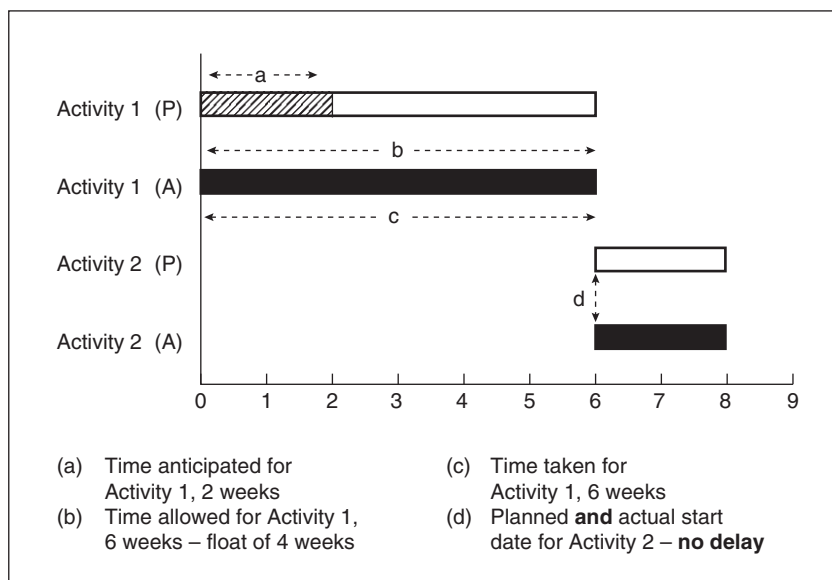 a
Activity 1 (P)
b
Activity 1 (A)
c
Activity 2 (P)
d
Activity 2 (A)
0 1 2 3 4 5 6 7 8 9
(a) Time anticipated for
Activity 1, 2 weeks
(b) Time allowed for Activity 1,
6 weeks – float of 4 weeks
(c) Time taken for
Activity 1, 6 weeks
(d) Planned and actual start
date for Activity 2 – no delay